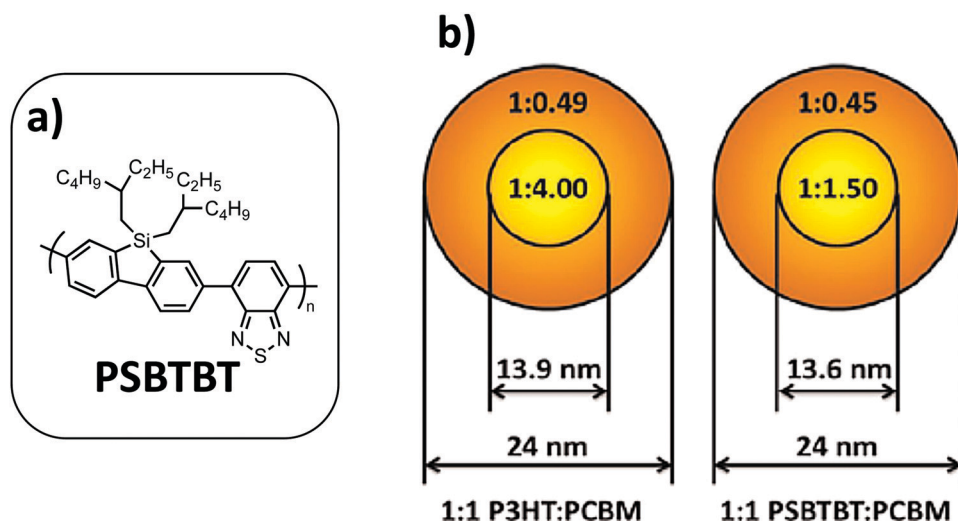 a)
C₄H₉
C₂H₅
C₂H₅
C₄H₉
Si
n
N
S
N
PSBTBT
b)
1:0.49
1:4.00
13.9 nm
24 nm
1:1 P3HT:PCBM
1:0.45
1:1.50
13.6 nm
24 nm
1:1 PSBTBT:PCBM